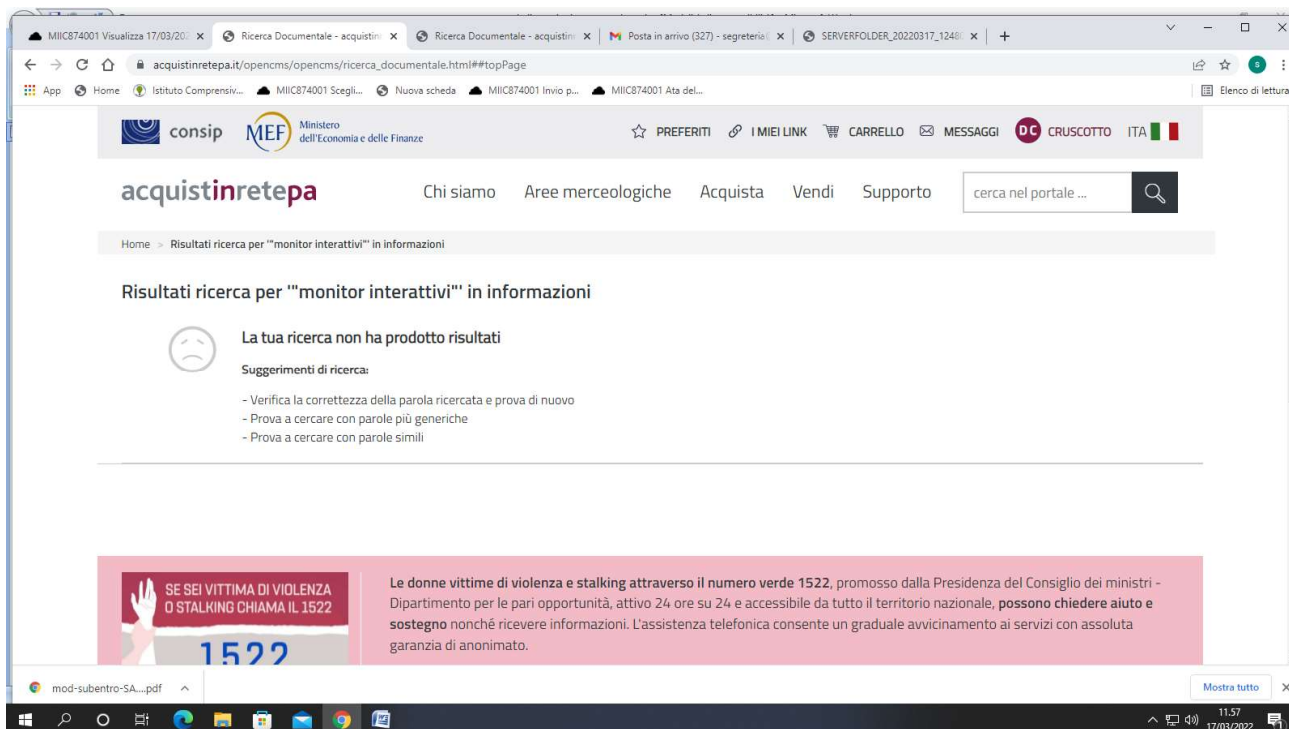 MIIC874001 Visualizza 17/03/202
Ricerca Documentale - acquistin
Ricerca Documentale - acquistin
Posta in arrivo (327) - segreteria
SERVERFOLDER_20220317_1248
acquistinretepa.it/opencms/opencms/ricerca_documentale.html##topPage
App Home Istituto Comprensiv... MIIC874001 Scegli... Nuova scheda MIIC874001 Invio p... MIIC874001 Ata del... Elenco di lettura
consip MEF Ministero
dell'Economia e delle Finanze
PREFERITI I MIEI LINK CARRELLO MESSAGGI DC CRUSCOTTO ITA
acquistinretepa Chi siamo Aree merceologiche Acquista Vendi Supporto cerca nel portale ...
Home > Risultati ricerca per '"monitor interattivi"' in informazioni
Risultati ricerca per '"monitor interattivi"' in informazioni
La tua ricerca non ha prodotto risultati
Suggerimenti di ricerca:
- Verifica la correttezza della parola ricercata e prova di nuovo
- Prova a cercare con parole più generiche
- Prova a cercare con parole simili
SE SEI VITTIMA DI VIOLENZA
O STALKING CHIAMA IL 1522
1522
Le donne vittime di violenza e stalking attraverso il numero verde 1522, promosso dalla Presidenza del Consiglio dei ministri -
Dipartimento per le pari opportunità, attivo 24 ore su 24 e accessibile da tutto il territorio nazionale, possono chiedere aiuto e
sostegno nonché ricevere informazioni. L'assistenza telefonica consente un graduale avvicinamento ai servizi con assoluta
garanzia di anonimato.
mod-subentro-SA....pdf Mostra tutto
11.57
17/03/2022